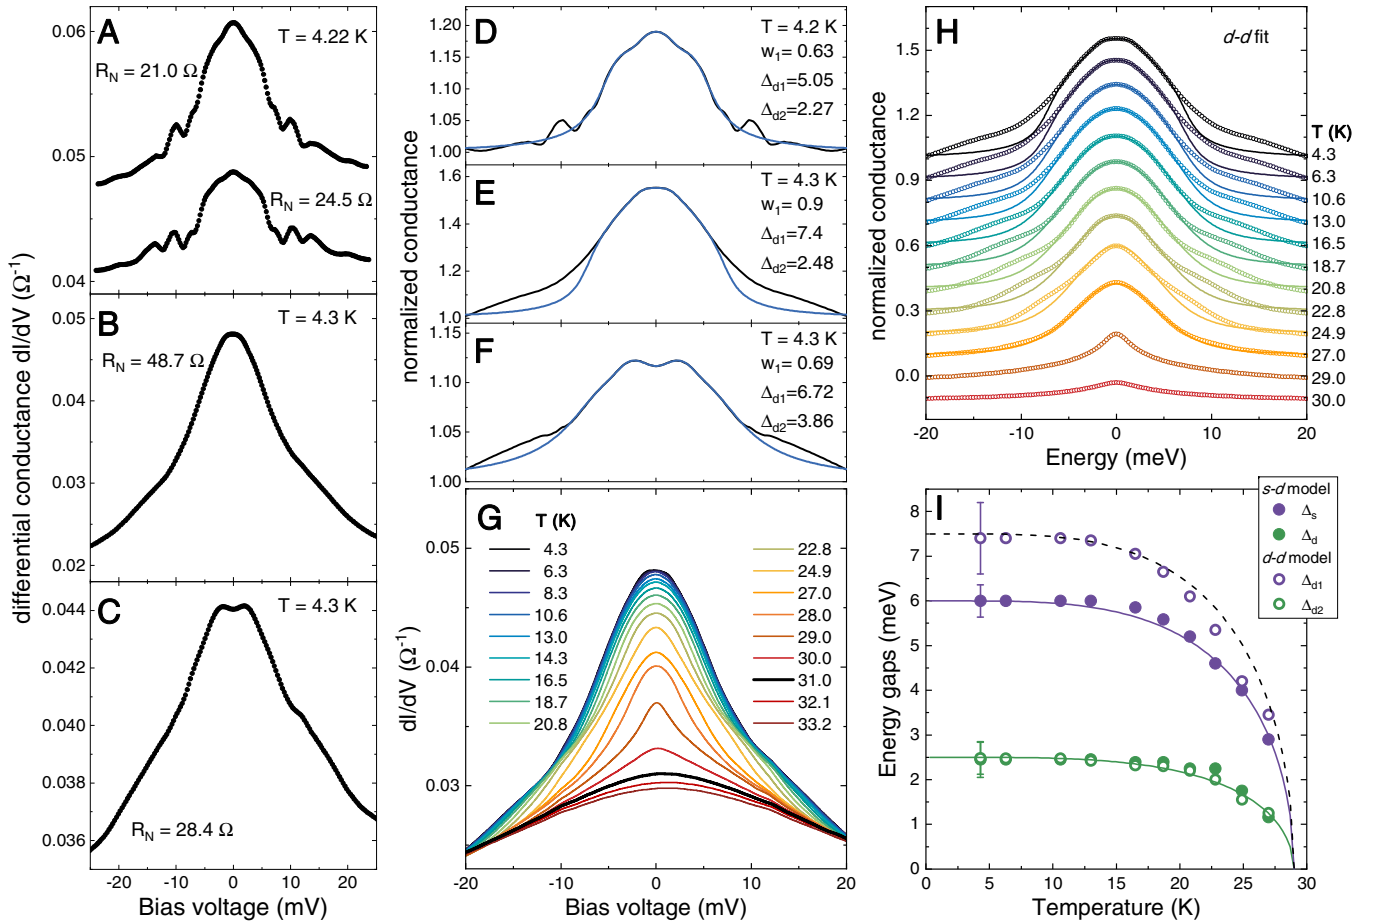 A
T = 4.22 K
R_N = 21.0 Ω
R_N = 24.5 Ω
0.06
0.05
0.04
B
T = 4.3 K
R_N = 48.7 Ω
0.05
0.04
0.03
0.02
C
T = 4.3 K
R_N = 28.4 Ω
0.044
0.042
0.040
0.038
0.036
-20 -10 0 10 20
Bias voltage (mV)
differential conductance dI/dV (Ω⁻¹)
D
T = 4.2 K
w₁= 0.63
Δ_d1=5.05
Δ_d2=2.27
1.20
1.15
1.10
1.05
1.00
E
T = 4.3 K
w₁= 0.9
Δ_d1= 7.4
Δ_d2=2.48
1.6
1.4
1.2
1.0
F
T = 4.3 K
w₁= 0.69
Δ_d1=6.72
Δ_d2=3.86
1.15
1.10
1.05
1.00
normalized conductance
G
T (K)
4.3
6.3
8.3
10.6
13.0
14.3
16.5
18.7
20.8
22.8
24.9
27.0
28.0
29.0
30.0
31.0
32.1
33.2
0.05
0.04
0.03
dI/dV (Ω⁻¹)
-20 -10 0 10 20
Bias voltage (mV)
H
d-d fit
T (K)
4.3
6.3
10.6
13.0
16.5
18.7
20.8
22.8
24.9
27.0
29.0
30.0
1.5
1.2
0.9
0.6
0.3
0.0
normalized conductance
-20 -10 0 10 20
Energy (meV)
I
s-d model
Δ_s
Δ_d
d-d model
Δ_d1
Δ_d2
8
7
6
5
4
3
2
1
0
Energy gaps (meV)
0 5 10 15 20 25 30
Temperature (K)